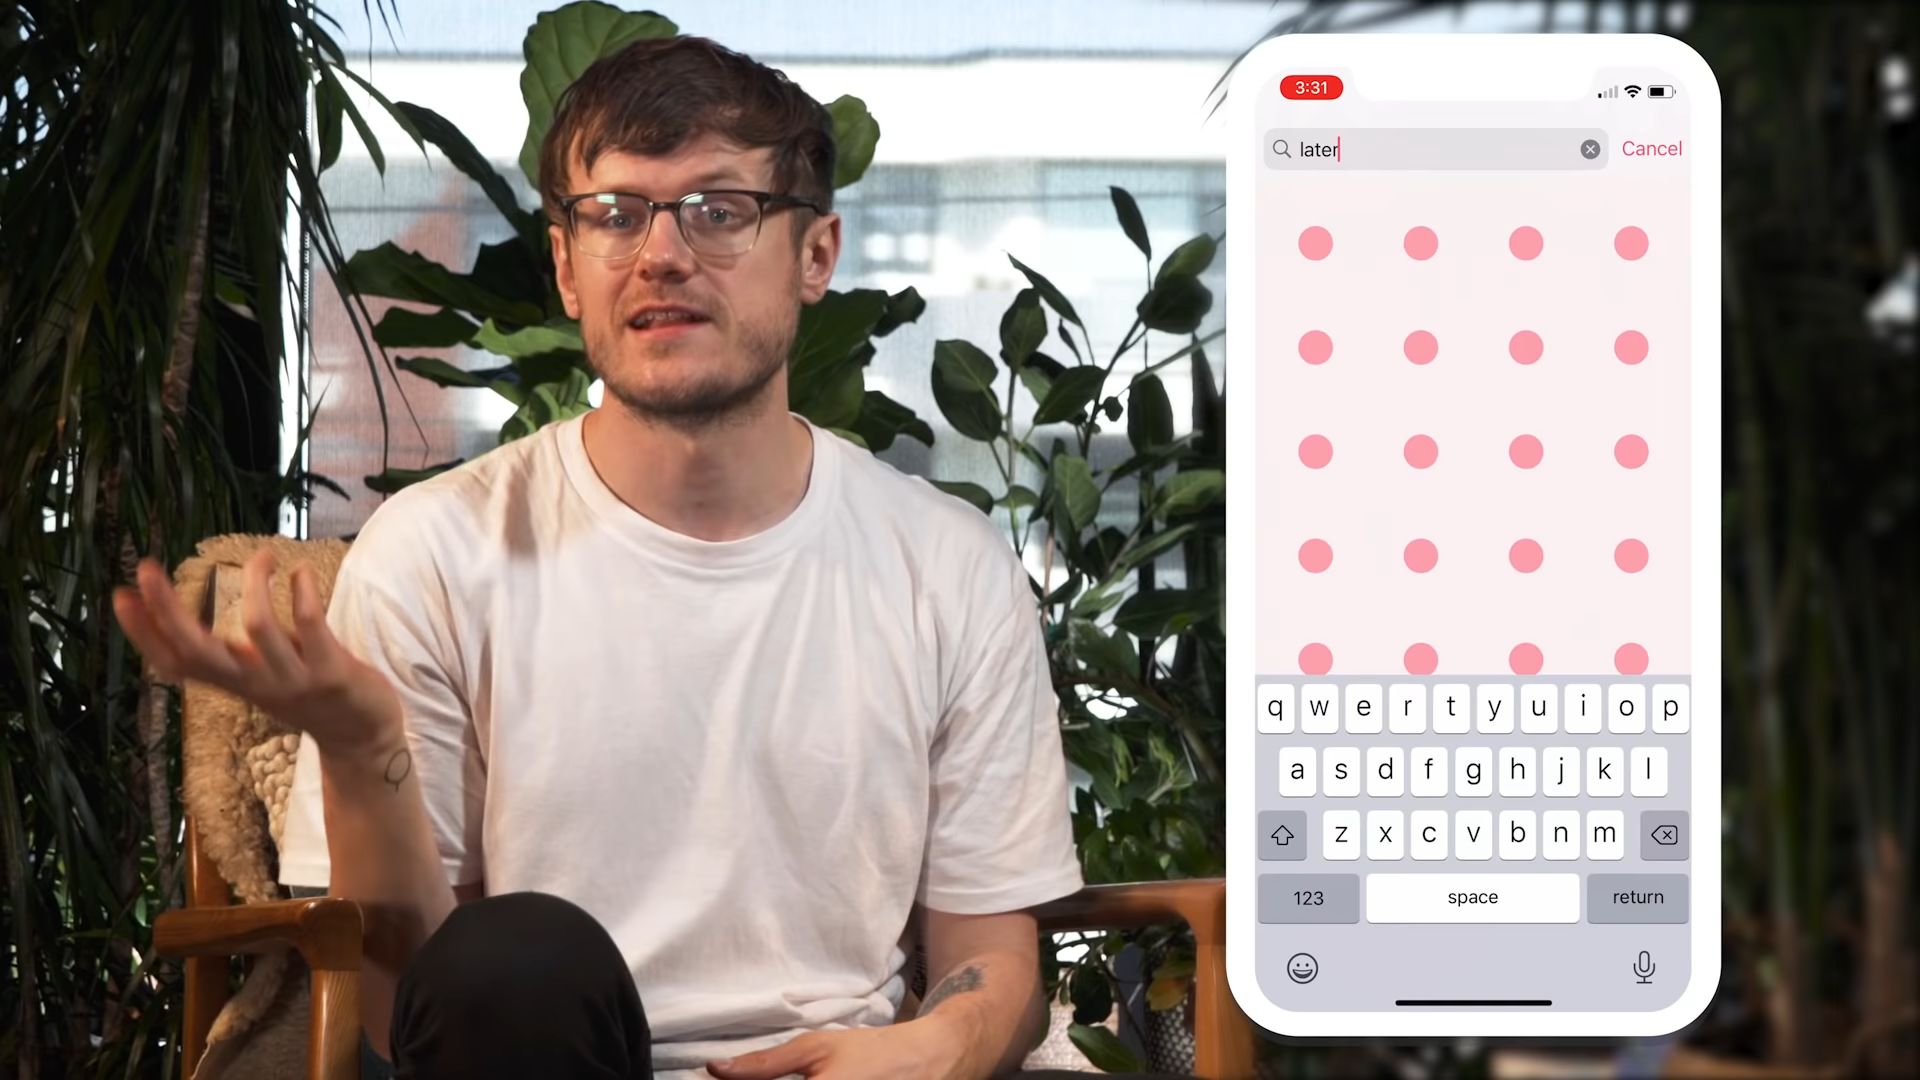 3:31
later
Cancel
q w e r t y u i o p
a s d f g h j k l
z x c v b n m
123 space return